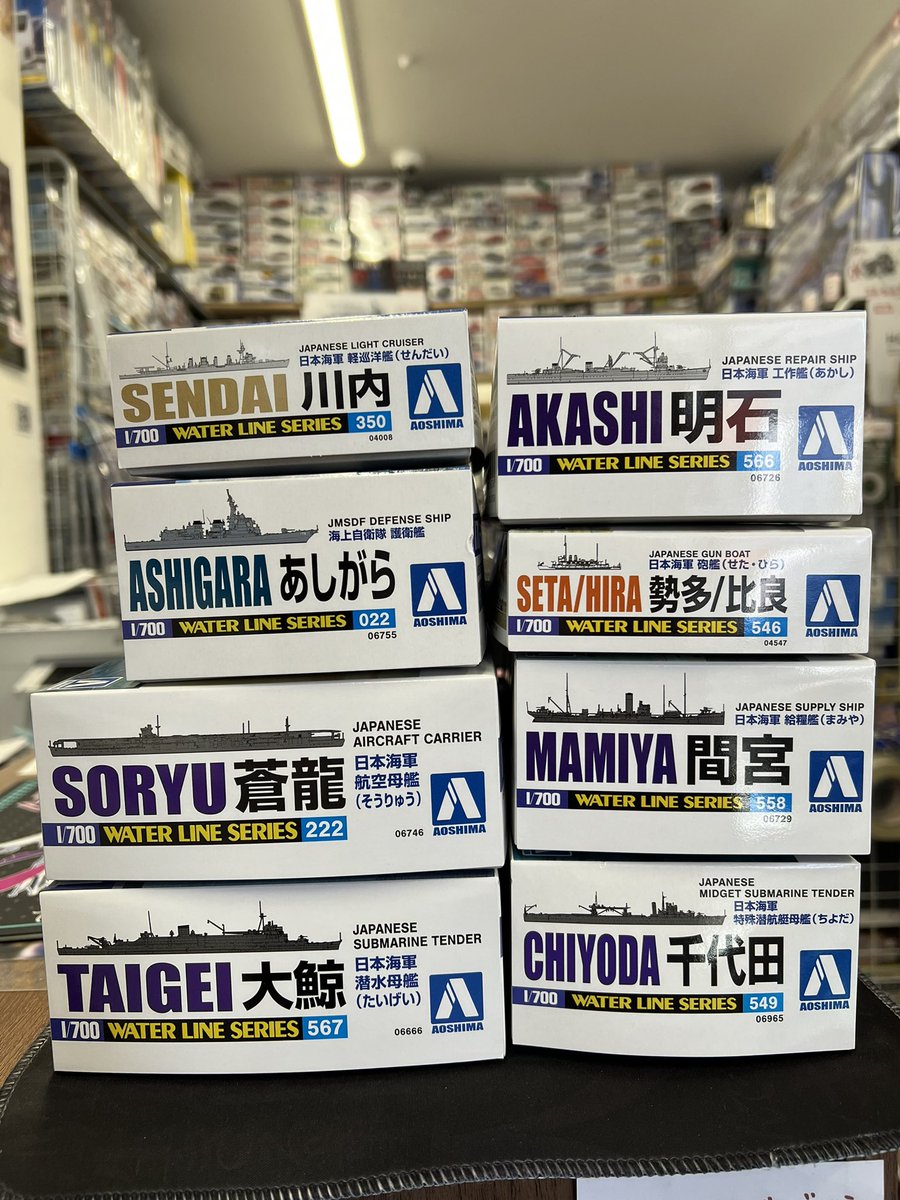 JAPANESE LIGHT CRUISER
日本海軍 軽巡洋艦(せんだい)
SENDAI 川内
1/700 WATER LINE SERIES 350
04008
AOSHIMA
JMSDF DEFENSE SHIP
海上自衛隊 護衛艦
ASHIGARA あしがら
1/700 WATER LINE SERIES 022
06755
AOSHIMA
JAPANESE
AIRCRAFT CARRIER
日本海軍
航空母艦
(そうりゅう)
SORYU 蒼龍
1/700 WATER LINE SERIES 222
06746
AOSHIMA
JAPANESE
SUBMARINE TENDER
日本海軍
潜水母艦
(たいげい)
TAIGEI 大鯨
1/700 WATER LINE SERIES 567
06666
AOSHIMA
JAPANESE REPAIR SHIP
日本海軍 工作艦(あかし)
AKASHI 明石
1/700 WATER LINE SERIES 566
06726
AOSHIMA
JAPANESE GUN BOAT
日本海軍 砲艦(せた・ひら)
SETA/HIRA 勢多/比良
1/700 WATER LINE SERIES 546
04547
AOSHIMA
JAPANESE SUPPLY SHIP
日本海軍 給糧艦(まみや)
MAMIYA 間宮
1/700 WATER LINE SERIES 558
06729
AOSHIMA
JAPANESE
MIDGET SUBMARINE TENDER
日本海軍
特殊潜航艇母艦(ちよだ)
CHIYODA 千代田
1/700 WATER LINE SERIES 549
06965
AOSHIMA